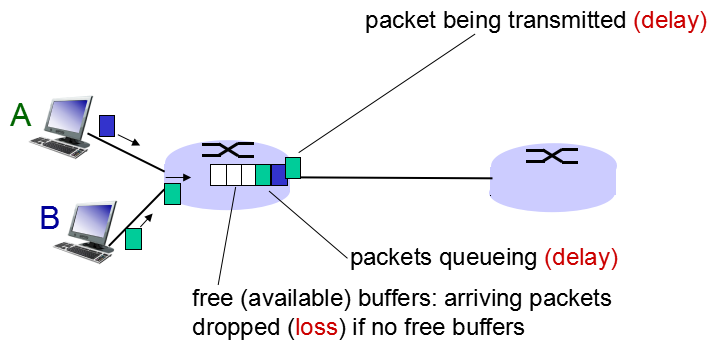 packet being transmitted (delay)
A
B
packets queueing (delay)
free (available) buffers: arriving packets
dropped (loss) if no free buffers